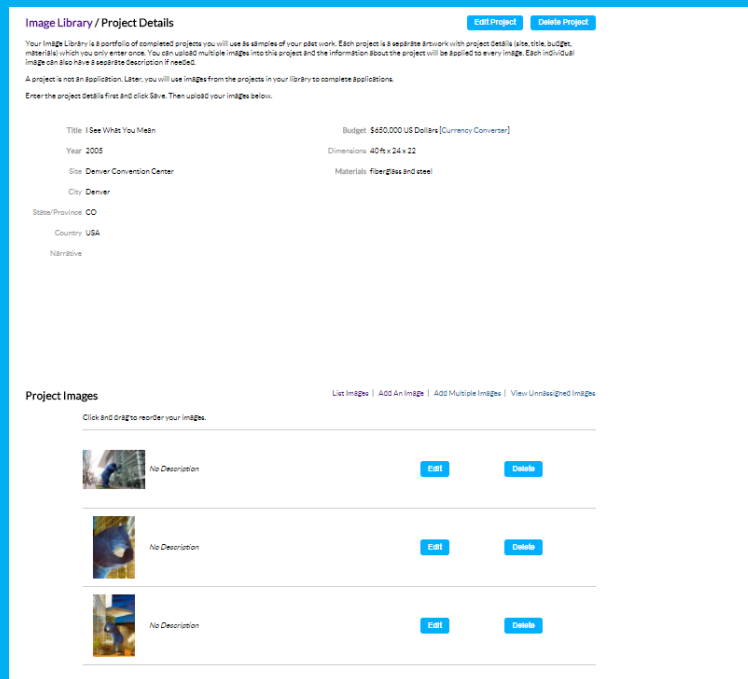 Image Library / Project Details
Edit Project
Delete Project
Your Image Library is a portfolio of completed projects you will use as samples of your past work. Each project is a separate artwork with project details (site, title, budget,
materials) which you only enter once. You can upload multiple images into this project and the information about the project will be applied to every image. Each individual
image can also have a separate description if needed.
A project is not an application. Later, you will use images from the projects in your library to complete applications.
Enter the project details first and click Save. Then upload your images below.
Title I See What You Mean
Budget $650,000 US Dollars [Currency Converter]
Year 2005
Dimensions 40ft x 24 x 22
Site Denver Convention Center
Materials fiberglass and steel
City Denver
State/Province CO
Country USA
Narrative
Project Images
List Images | Add An Image | Add Multiple Images | View Unnassigned Images
Click and drag to reorder your images.
No Description
Edit
Delete
No Description
Edit
Delete
No Description
Edit
Delete